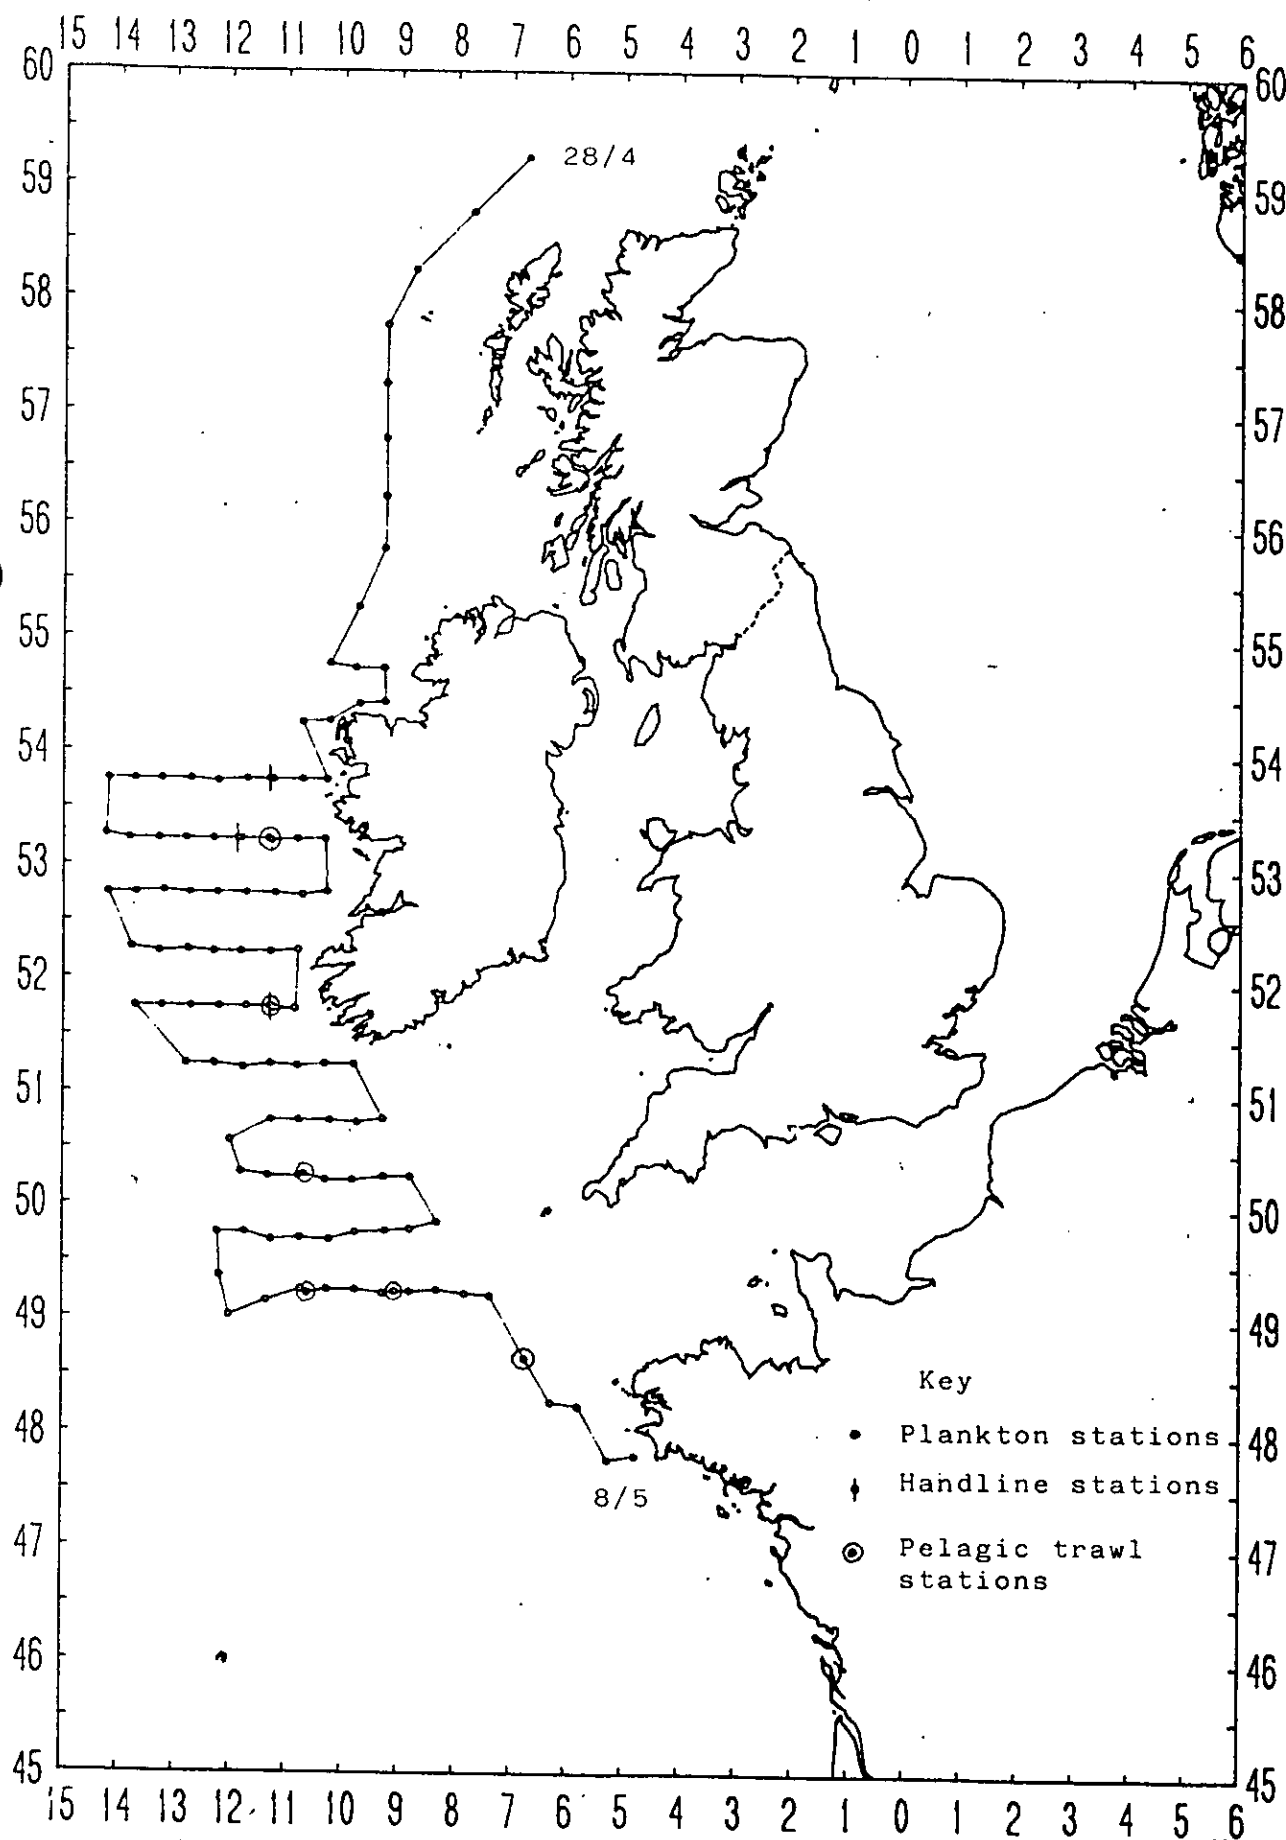 15 14 13 12 11 10 9 8 7 6 5 4 3 2 1 0 1 2 3 4 5 6
60 60
28/4
59 59
58 58
57 57
56 56
55 55
54 54
53 53
52 52
51 51
50 50
49 49
Key
48 Plankton stations 48
8/5 Handline stations
47 Pelagic trawl 47
stations
46 46
45 45
15 14 13 12 11 10 9 8 7 6 5 4 3 2 1 0 1 2 3 4 5 6